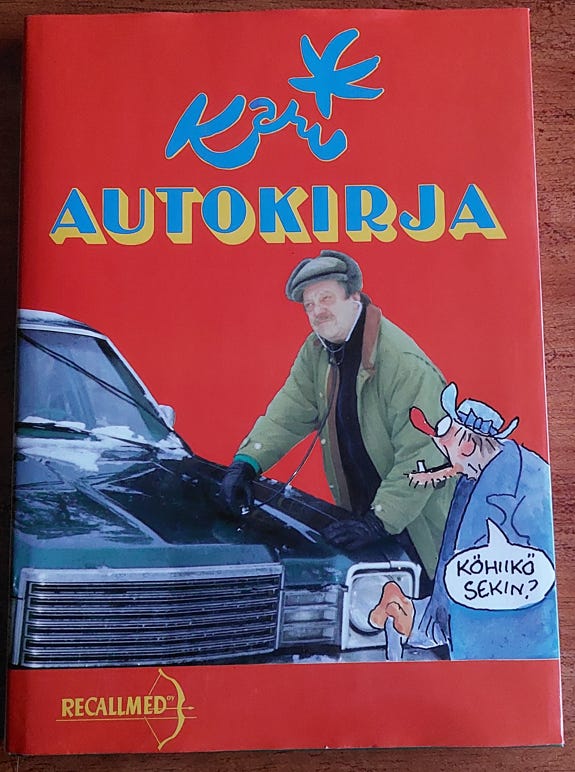 Kari
AUTOKIRJA
KÖHIIKÖ
SEKIN?
RECALLMED OY